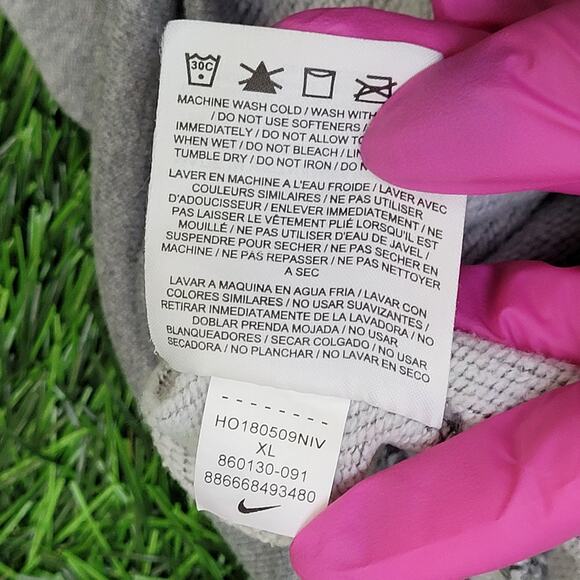 30C
MACHINE WASH COLD / WASH WITH
/ DO NOT USE SOFTENERS /
IMMEDIATELY / DO NOT ALLOW TO
WHEN WET / DO NOT BLEACH /
TUMBLE DRY / DO NOT IRON / DO
LAVER EN MACHINE A L'EAU FROIDE / LAVER AVEC
COULEURS SIMILAIRES / NE PAS UTILISER
D'ADOUCISSEUR / ENLEVER IMMEDIATEMENT / NE
PAS LAISSER LE VÊTEMENT PLIÉ LORSQU'IL EST
MOUILLÉ / NE PAS UTILISER D'EAU DE JAVEL /
SUSPENDRE POUR SECHER / NE PAS SECHER EN
MACHINE / NE PAS REPASSER / NE PAS NETTOYER
A SEC
LAVAR A MAQUINA EN AGUA FRIA / LAVAR CON
COLORES SIMILARES / NO USAR SUAVIZANTES /
RETIRAR INMEDIATAMENTE DE LA LAVADORA / NO
DOBLAR PRENDA MOJADA / NO USAR
BLANQUEADORES / SECAR COLGADO / NO USAR
SECADORA / NO PLANCHAR / NO LAVAR EN SECO
HO180509NIV
XL
860130-091
886668493480